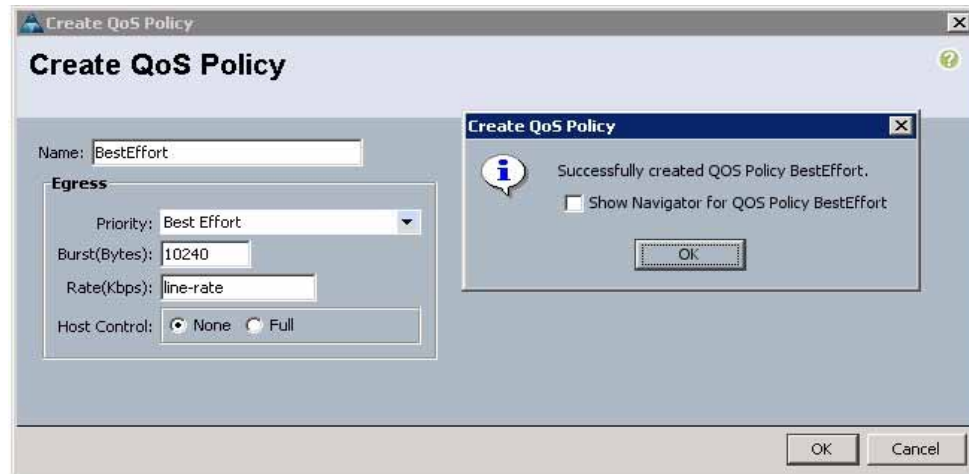 Create QoS Policy
Create QoS Policy
Name: BestEffort
Egress
Priority: Best Effort
Burst(Bytes): 10240
Rate(Kbps): line-rate
Host Control: None Full
Create QoS Policy
Successfully created QOS Policy BestEffort.
Show Navigator for QOS Policy BestEffort
OK
OK Cancel